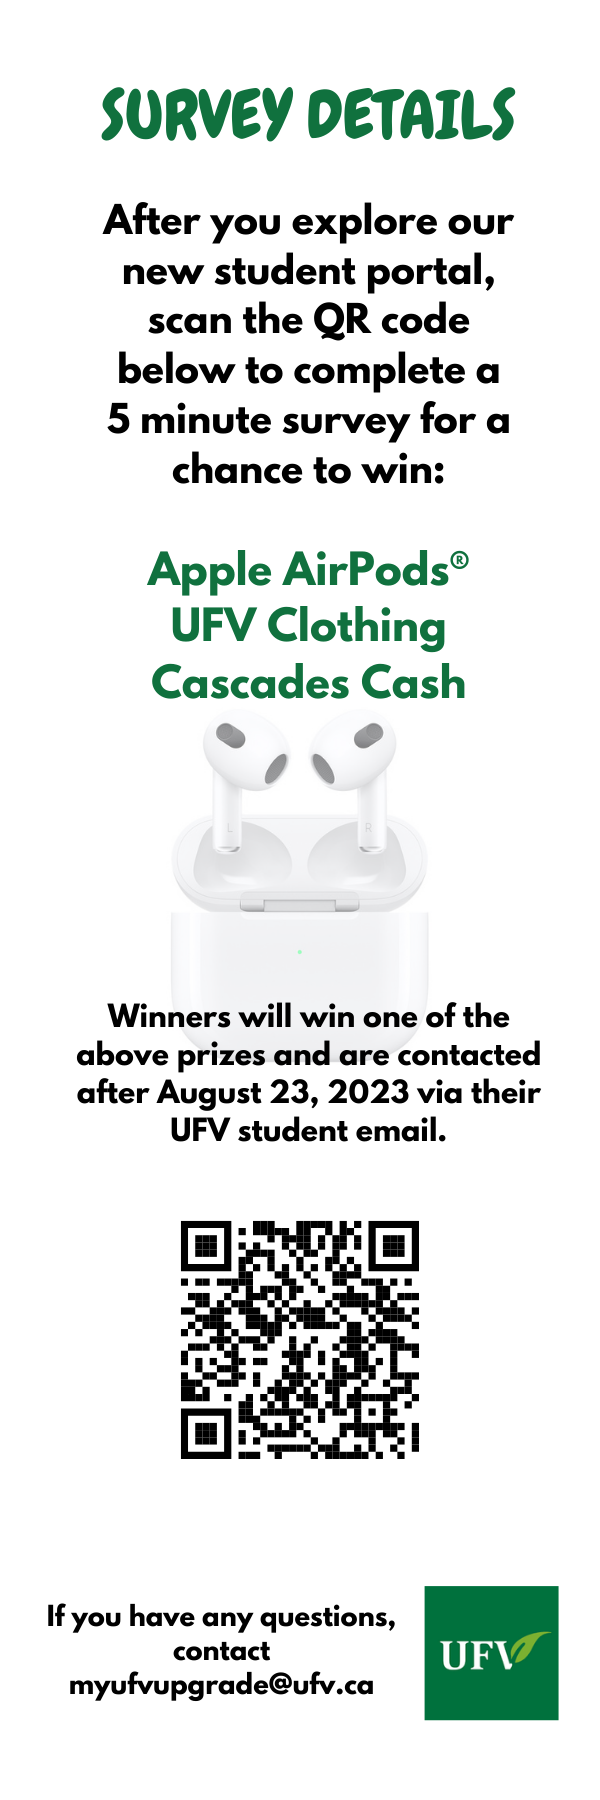 SURVEY DETAILS
After you explore our
new student portal,
scan the QR code
below to complete a
5 minute survey for a
chance to win:
Apple AirPods®
UFV Clothing
Cascades Cash
L
R
Winners will win one of the
above prizes and are contacted
after August 23, 2023 via their
UFV student email.
If you have any questions,
contact
myufvupgrade@ufv.ca
UFV